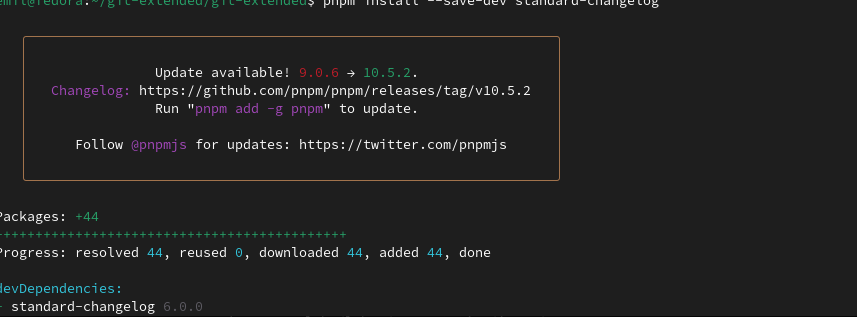 emil@fedora:~/git-extended/git-extended$ pnpm install --save-dev standard-changelog
Update available! 9.0.6 → 10.5.2.
Changelog: https://github.com/pnpm/pnpm/releases/tag/v10.5.2
Run "pnpm add -g pnpm" to update.
Follow @pnpmjs for updates: https://twitter.com/pnpmjs
Packages: +44
++++++++++++++++++++++++++++++++++++++++++++
Progress: resolved 44, reused 0, downloaded 44, added 44, done
devDependencies:
+ standard-changelog 6.0.0